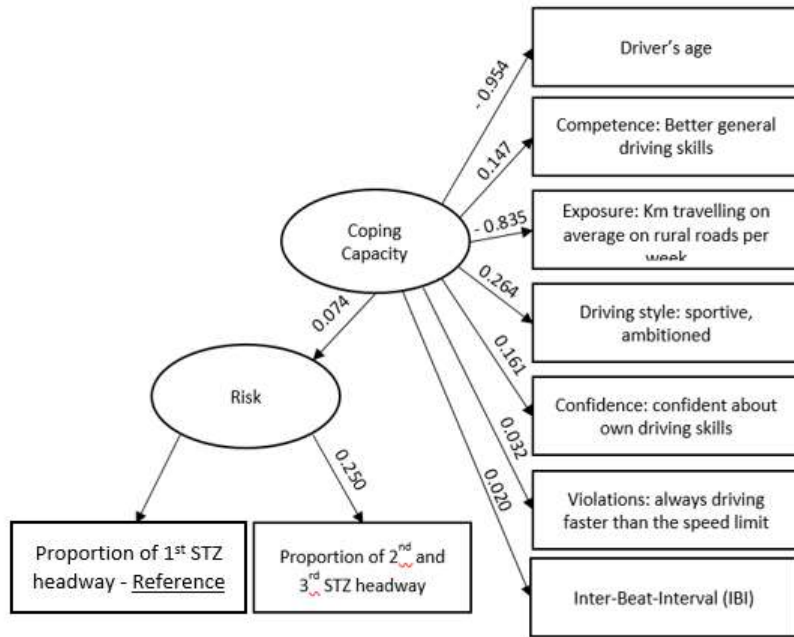 Driver's age
- 0.954
Competence: Better general
driving skills
0.147
Exposure: Km travelling on
average on rural roads per
week
- 0.835
Coping
Capacity
0.264
Driving style: sportive,
ambitioned
0.074
0.161
Confidence: confident about
own driving skills
Risk
0.032
Violations: always driving
faster than the speed limit
0.020
0.250
Proportion of 1st STZ
headway - Reference
Proportion of 2nd and
3rd STZ headway
Inter-Beat-Interval (IBI)